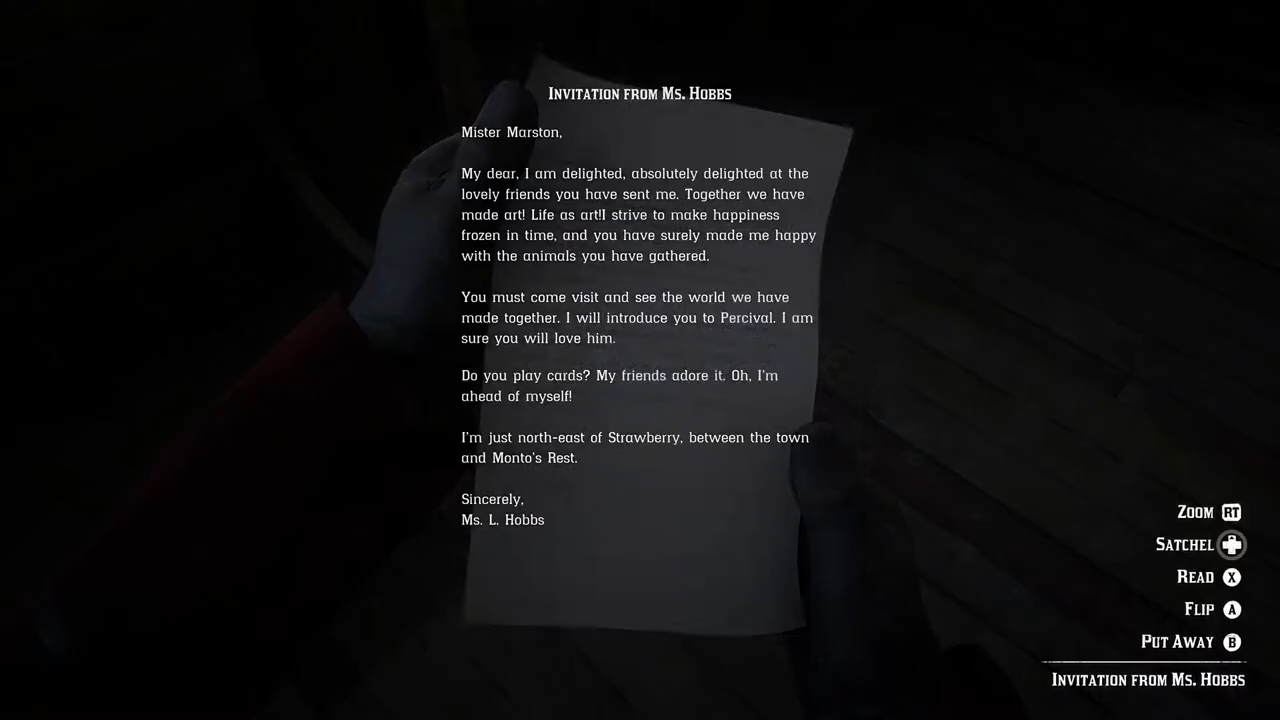 Invitation from Ms. Hobbs
Mister Marston,
My dear, I am delighted, absolutely delighted at the
lovely friends you have sent me. Together we have
made art! Life as art!I strive to make happiness
frozen in time, and you have surely made me happy
with the animals you have gathered.
You must come visit and see the world we have
made together. I will introduce you to Percival. I am
sure you will love him.
Do you play cards? My friends adore it. Oh, I'm
ahead of myself!
I'm just north-east of Strawberry, between the town
and Monto's Rest.
Sincerely,
Ms. L. Hobbs
Zoom RT
Satchel
Read X
Flip A
Put Away B
Invitation from Ms. Hobbs